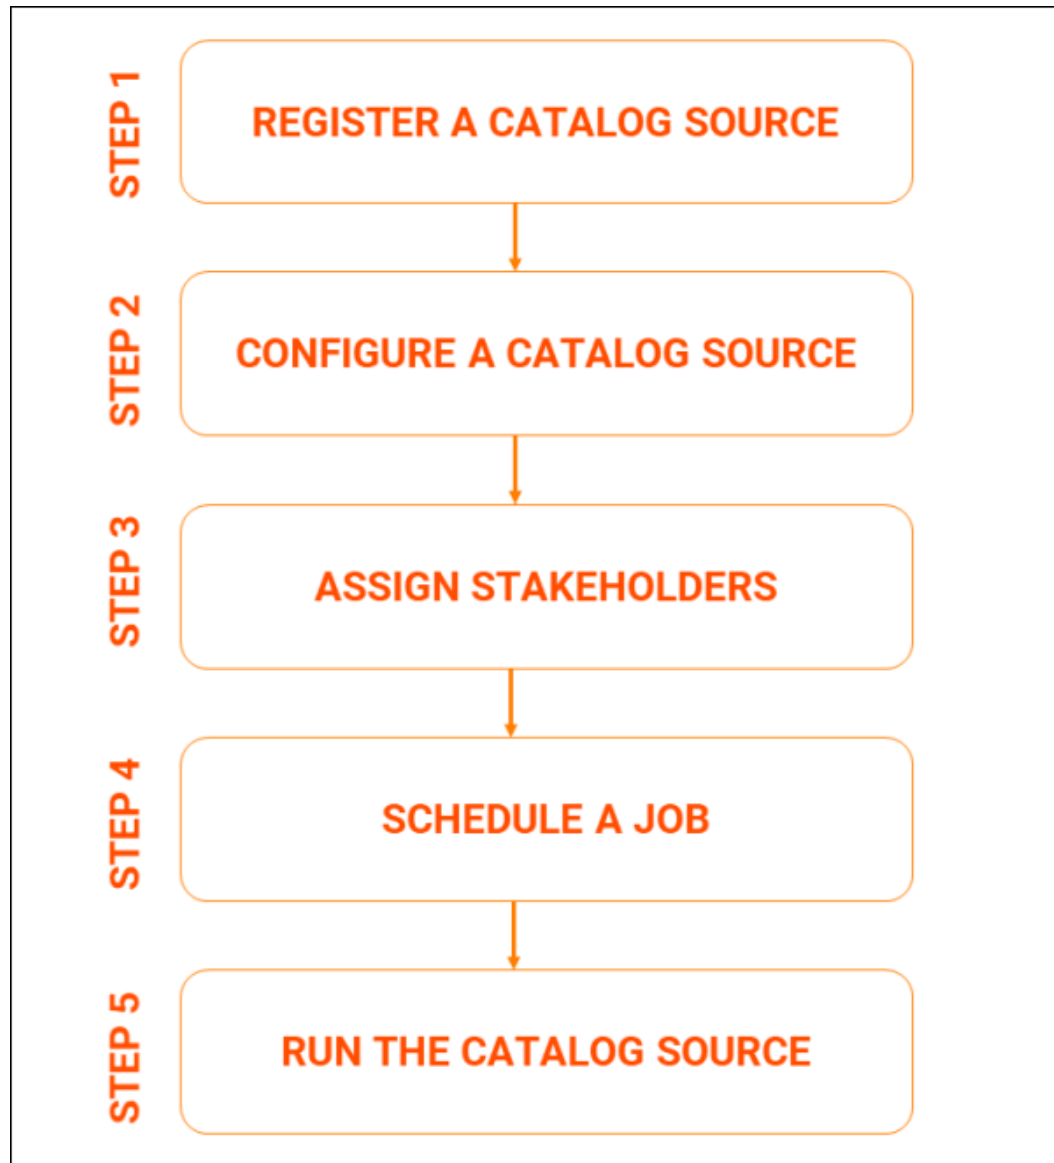 STEP 1
REGISTER A CATALOG SOURCE
STEP 2
CONFIGURE A CATALOG SOURCE
STEP 3
ASSIGN STAKEHOLDERS
STEP 4
SCHEDULE A JOB
STEP 5
RUN THE CATALOG SOURCE